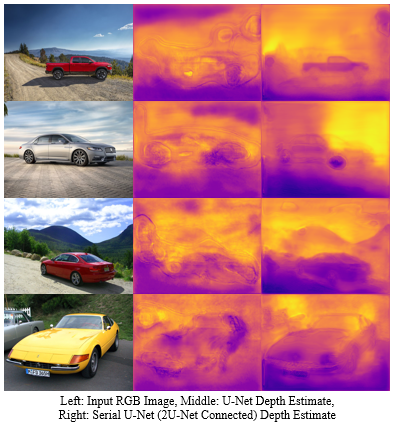 Left: Input RGB Image, Middle: U-Net Depth Estimate,
Right: Serial U-Net (2U-Net Connected) Depth Estimate